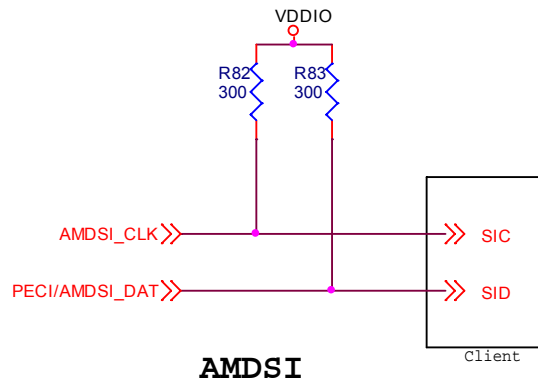 VDDIO
R82
300
R83
300
AMDSI_CLK
SIC
PECI/AMDSI_DAT
SID
Client
AMDSI